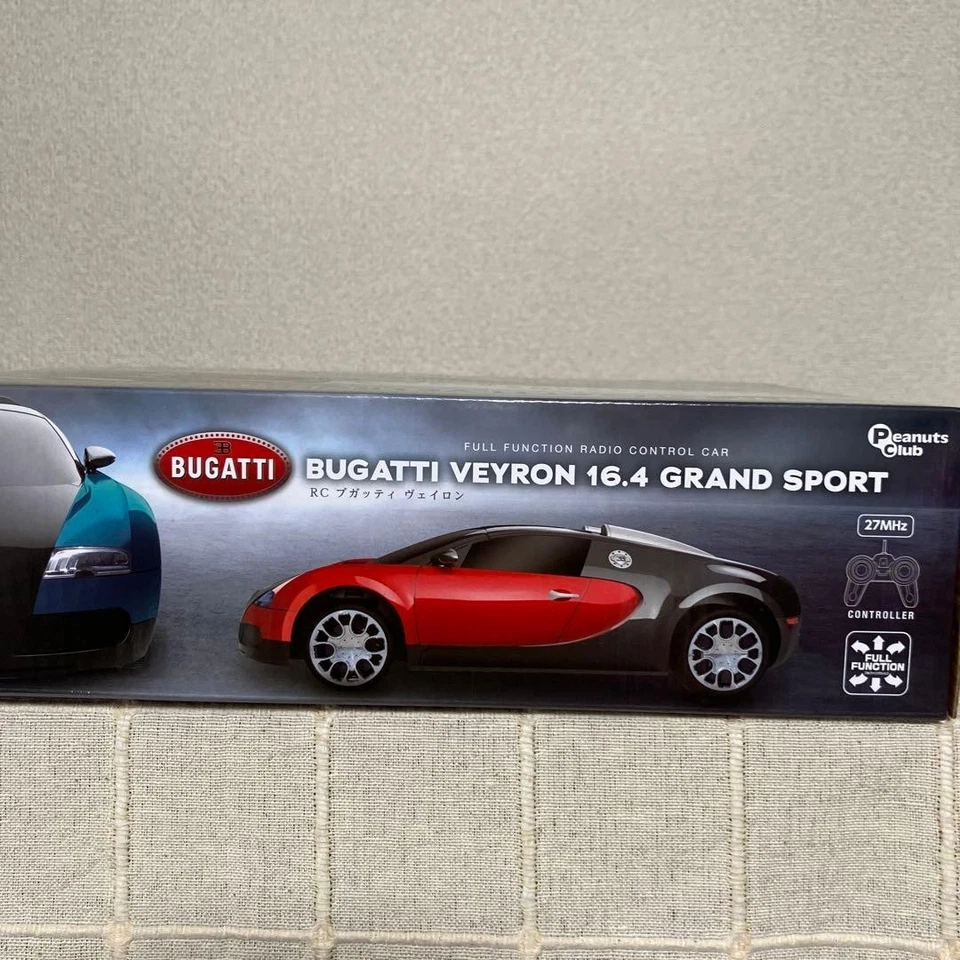 FULL FUNCTION RADIO CONTROL CAR
BUGATTI
BUGATTI VEYRON 16.4 GRAND SPORT
RC ブガッティ ヴェイロン
Peanuts
Club
27MHz
CONTROLLER
FULL
FUNCTION